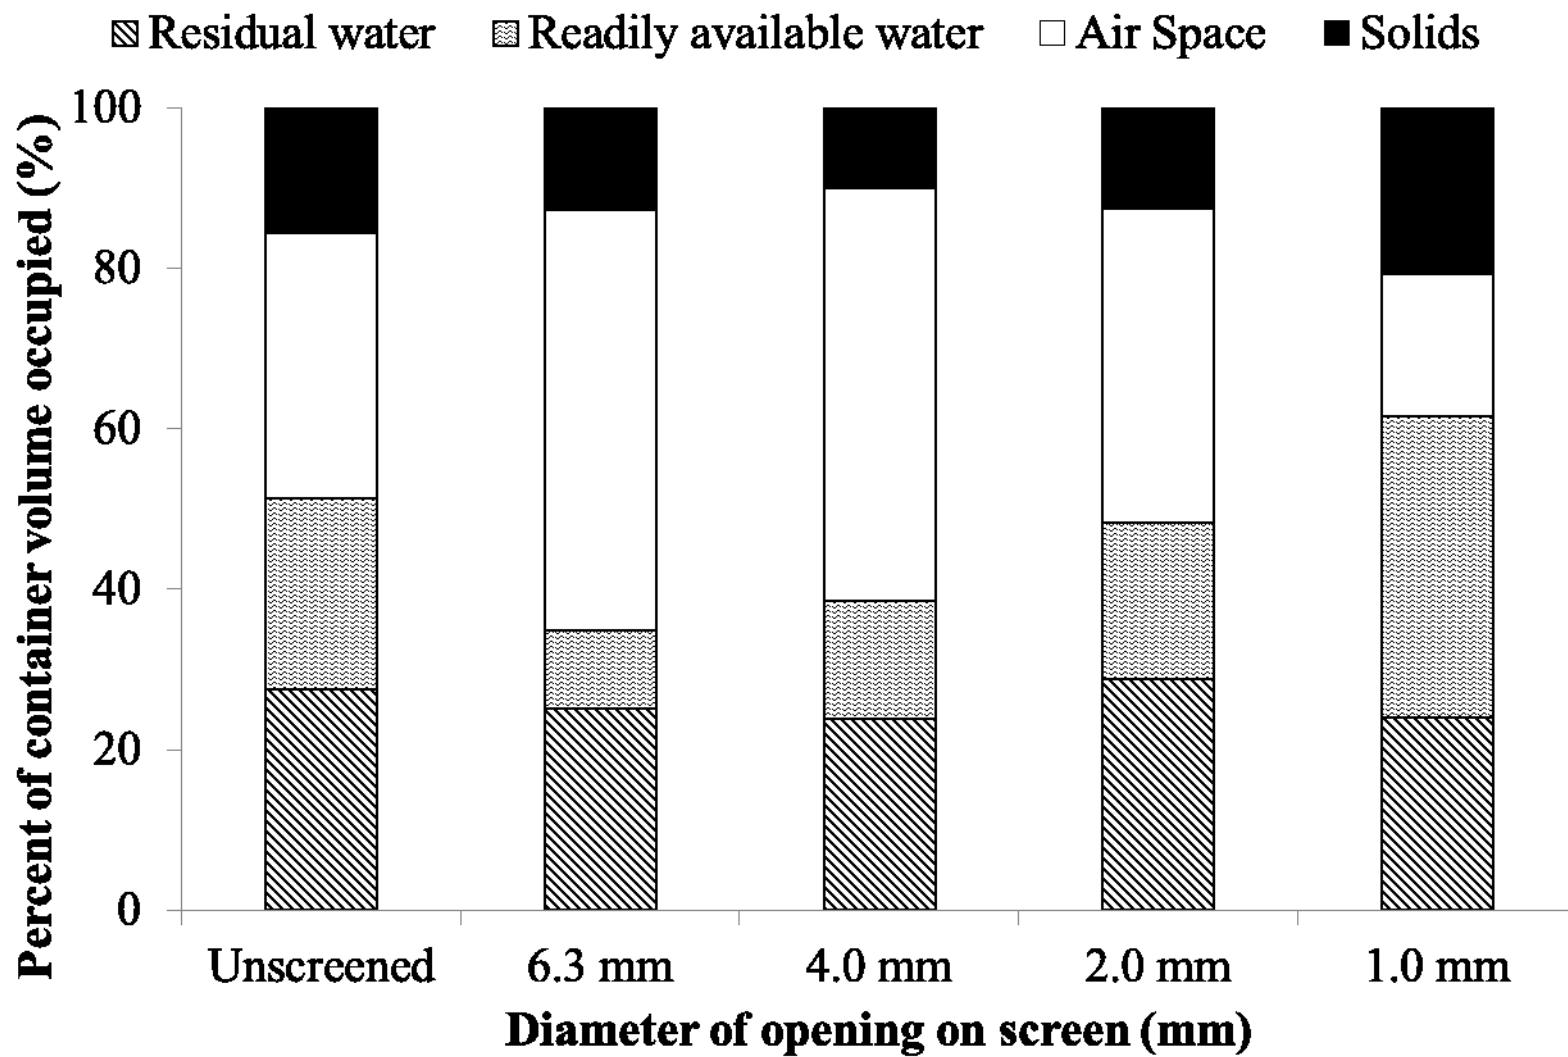 Residual water Readily available water Air Space Solids
Percent of container volume occupied (%)
100
80
60
40
20
0
Unscreened 6.3 mm 4.0 mm 2.0 mm 1.0 mm
Diameter of opening on screen (mm)